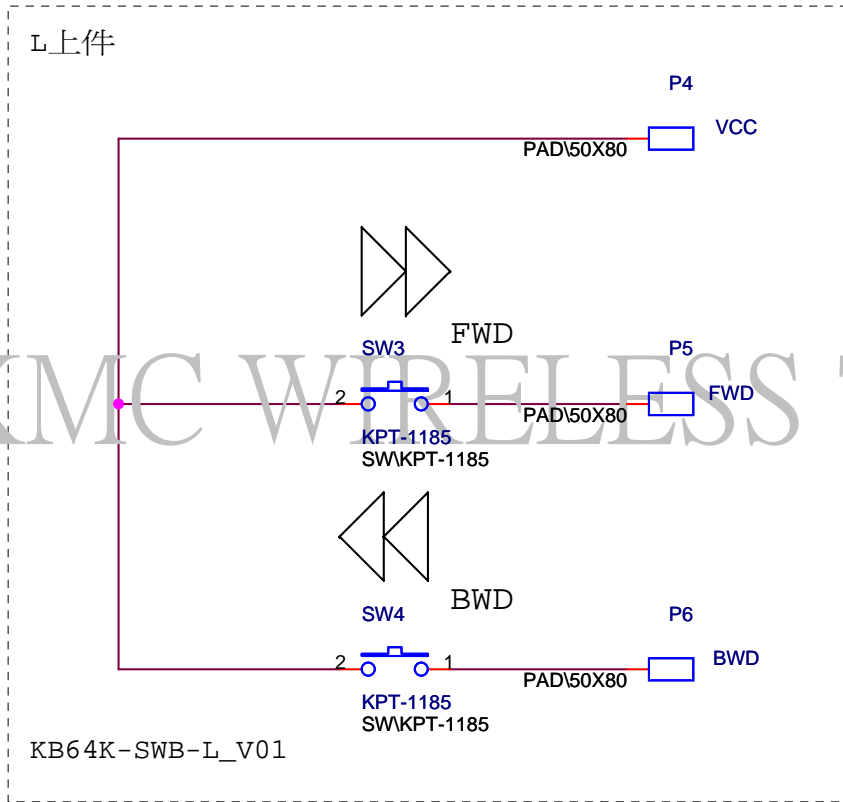 L上件
P4
VCC
PAD\50X80
FWD
SW3
P5
2
1
FWD
PAD\50X80
KPT-1185
SW\KPT-1185
KMC WIRELESS
BWD
SW4
P6
2
1
BWD
PAD\50X80
KPT-1185
SW\KPT-1185
KB64K-SWB-L_V01